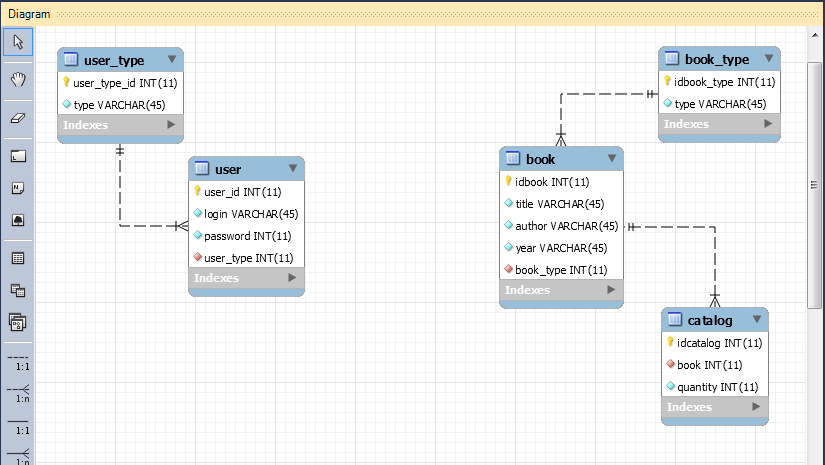 Diagram
user_type
user_type_id INT(11)
type VARCHAR(45)
Indexes
user
user_id INT(11)
login VARCHAR(45)
password INT(11)
user_type INT(11)
Indexes
book_type
idbook_type INT(11)
type VARCHAR(45)
Indexes
book
idbook INT(11)
title VARCHAR(45)
author VARCHAR(45)
year VARCHAR(45)
book_type INT(11)
Indexes
catalog
idcatalog INT(11)
book INT(11)
quantity INT(11)
Indexes
1:1
1:n
1:1
1:n